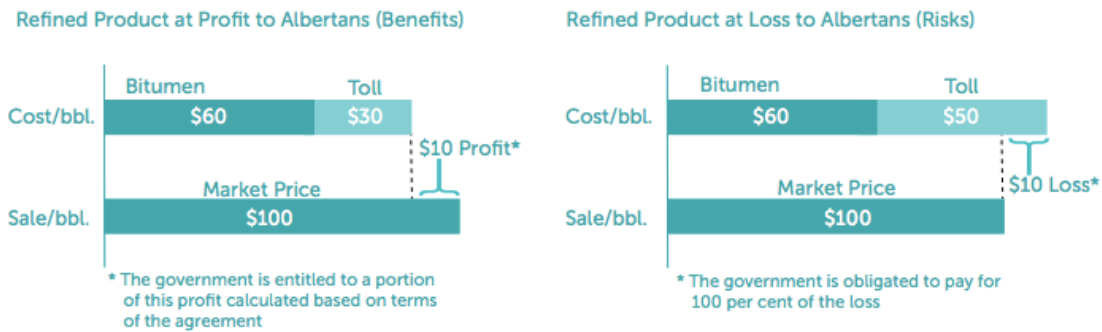 Refined Product at Profit to Albertans (Benefits)
Bitumen
Toll
Cost/bbl.
$60
$30
$10 Profit*
Market Price
Sale/bbl.
$100
* The government is entitled to a portion
of this profit calculated based on terms
of the agreement
Refined Product at Loss to Albertans (Risks)
Bitumen
Toll
Cost/bbl.
$60
$50
$10 Loss*
Market Price
Sale/bbl.
$100
* The government is obligated to pay for
100 per cent of the loss